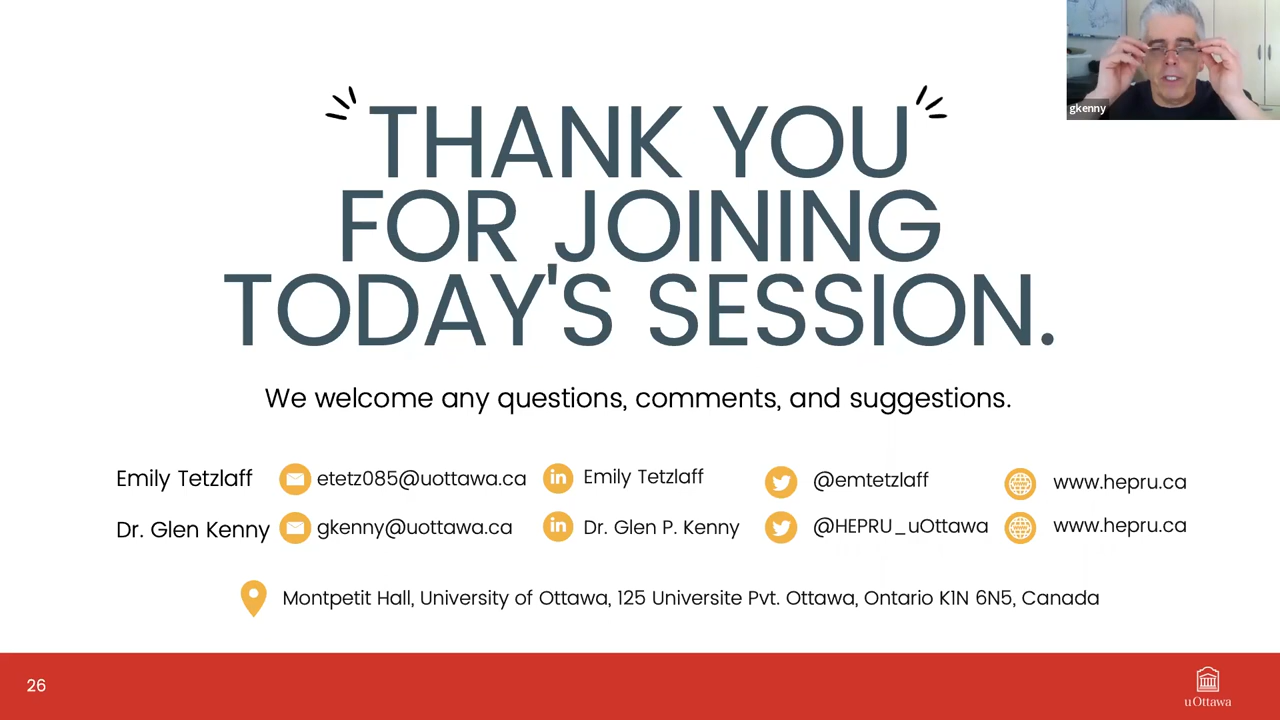 gkenny
THANK YOU
FOR JOINING
TODAY'S SESSION.
We welcome any questions, comments, and suggestions.
Emily Tetzlaff etetz085@uottawa.ca in Emily Tetzlaff @emtetzlaff www.hepru.ca
Dr. Glen Kenny gkenny@uottawa.ca in Dr. Glen P. Kenny @HEPRU_uOttawa www.hepru.ca
Montpetit Hall, University of Ottawa, 125 Universite Pvt. Ottawa, Ontario K1N 6N5, Canada
26
uOttawa